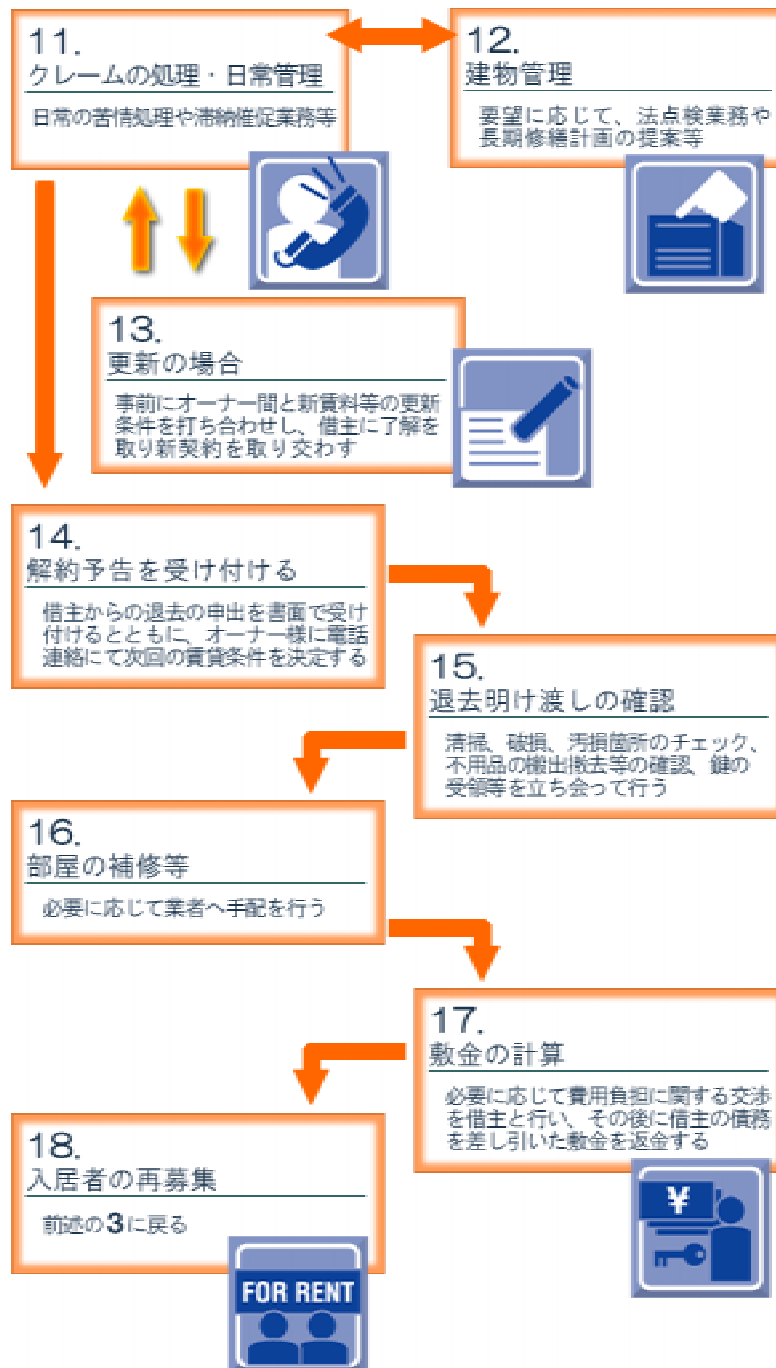 11.
クレームの処理・日常管理
日常の苦情処理や滞納催促業務等
12.
建物管理
要望に応じて、法点検業務や
長期修繕計画の提案等
13.
更新の場合
事前にオーナー間と新賃料等の更新
条件を打ち合わせし、借主に了解を
取り新契約を取り交わす
14.
解約予告を受け付ける
借主からの退去の申出を書面で受け
付けるとともに、オーナー様に電話
連絡にて次回の賃貸条件を決定する
15.
退去明け渡しの確認
清掃、破損、汚損箇所のチェック、
不用品の搬出撤去等の確認、鍵の
受領等を立ち会って行う
16.
部屋の補修等
必要に応じて業者へ手配を行う
17.
敷金の計算
必要に応じて費用負担に関する交渉
を借主と行い、その後に借主の債務
を差し引いた敷金を返金する
¥
18.
入居者の再募集
前述の3に戻る
FOR RENT